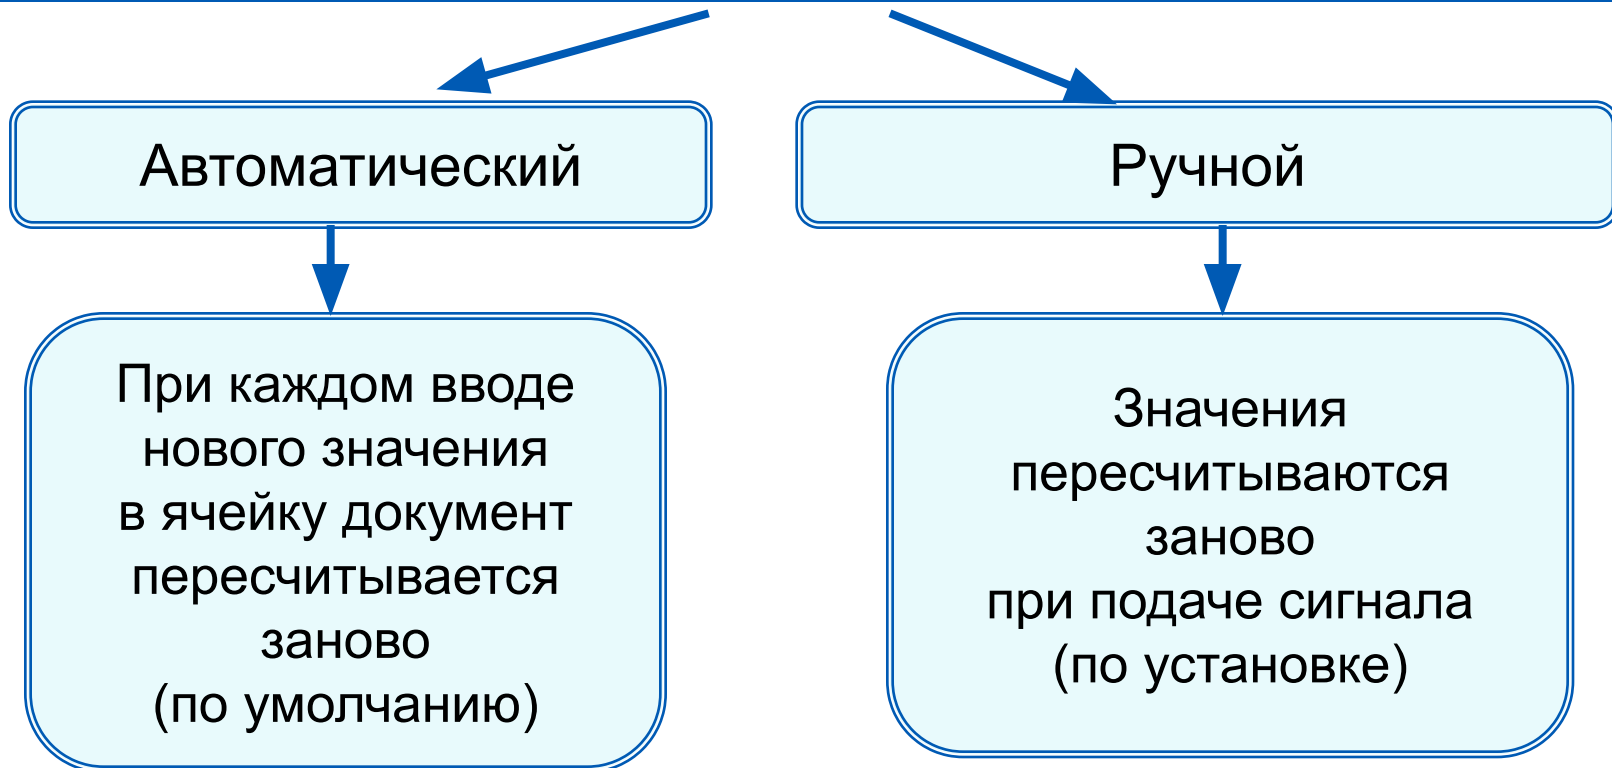 Автоматический
Ручной
При каждом вводе
нового значения
в ячейку документ
пересчитывается
заново
(по умолчанию)
Значения
пересчитываются
заново
при подаче сигнала
(по установке)